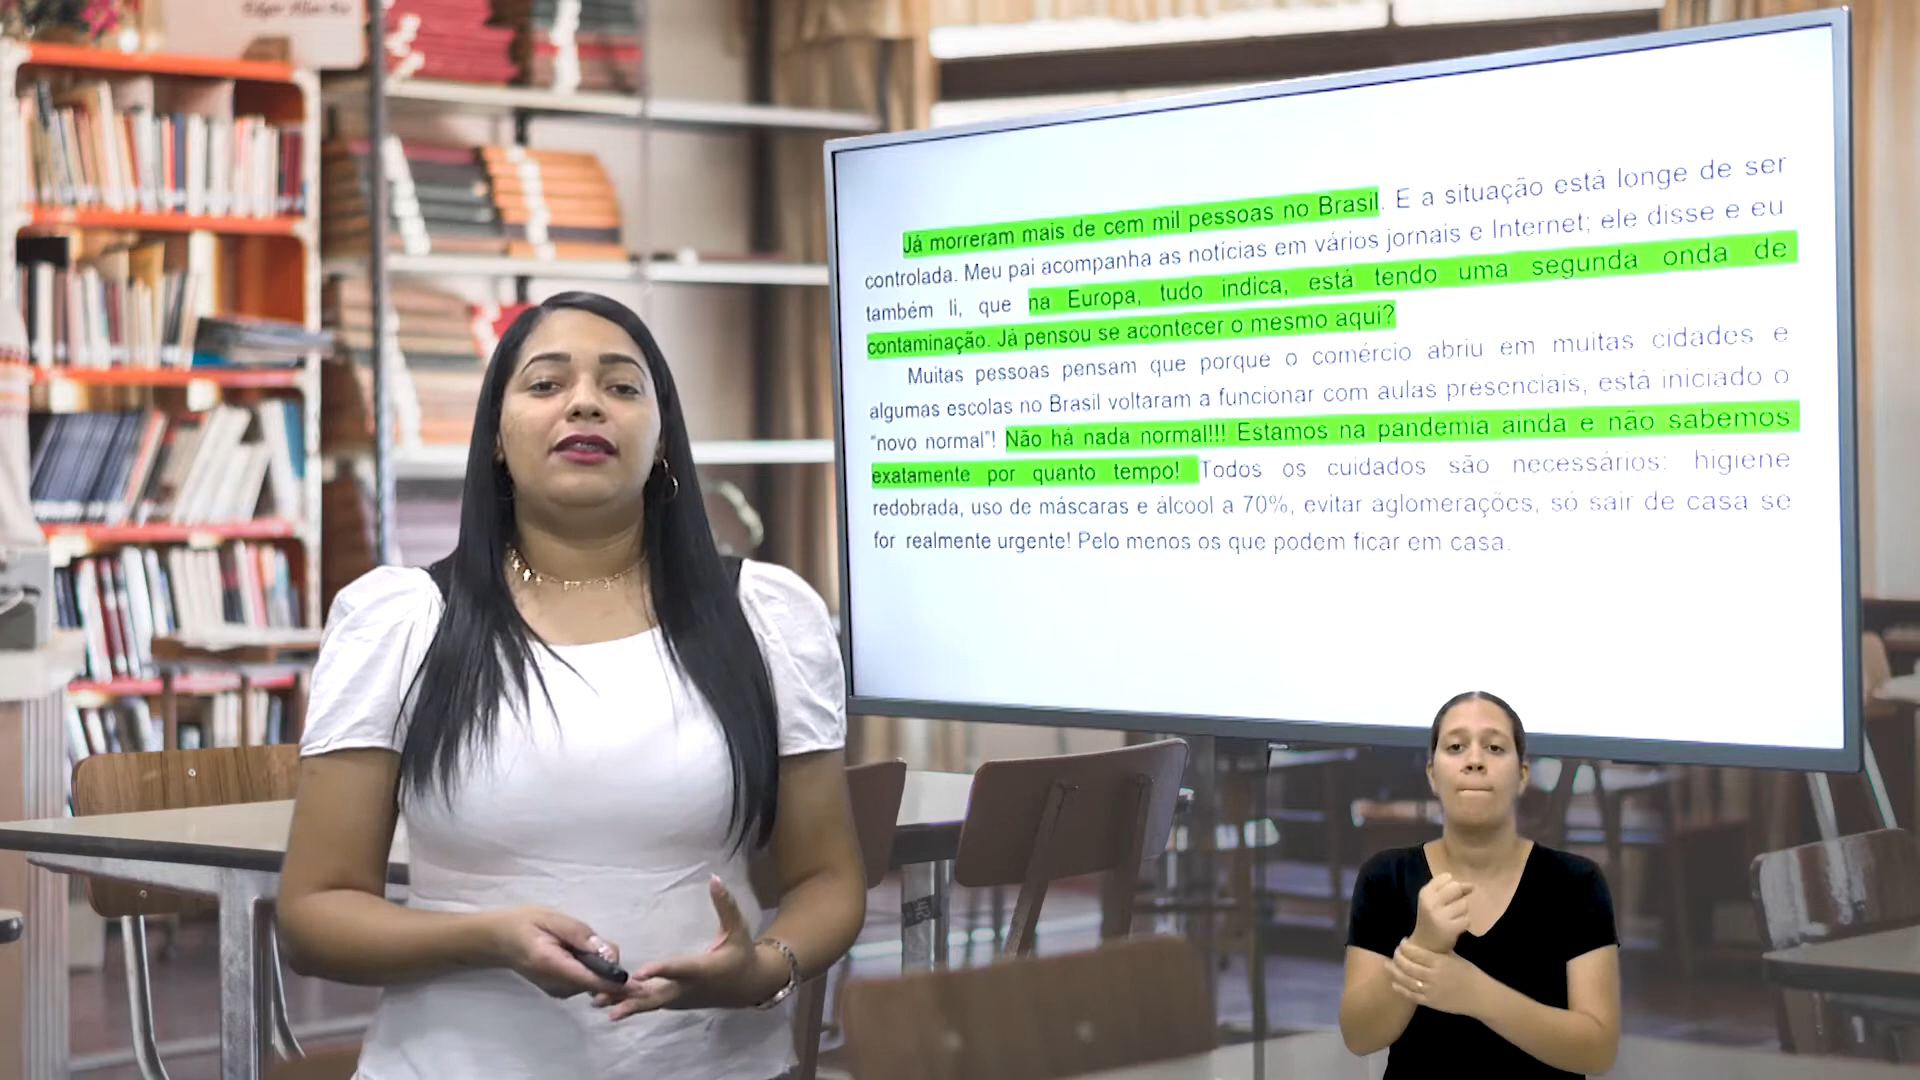 Edgar Allan Poe
Já morreram mais de cem mil pessoas no Brasil. E a situação está longe de ser
controlada. Meu pai acompanha as notícias em vários jornais e Internet; ele disse e eu
também li, que na Europa, tudo indica, está tendo uma segunda onda de
contaminação. Já pensou se acontecer o mesmo aqui?
Muitas pessoas pensam que porque o comércio abriu em muitas cidades e
algumas escolas no Brasil voltaram a funcionar com aulas presenciais, está iniciado o
“novo normal”! Não há nada normal!!! Estamos na pandemia ainda e não sabemos
exatamente por quanto tempo! Todos os cuidados são necessários: higiene
redobrada, uso de máscaras e álcool a 70%, evitar aglomerações, só sair de casa se
for realmente urgente! Pelo menos os que podem ficar em casa.